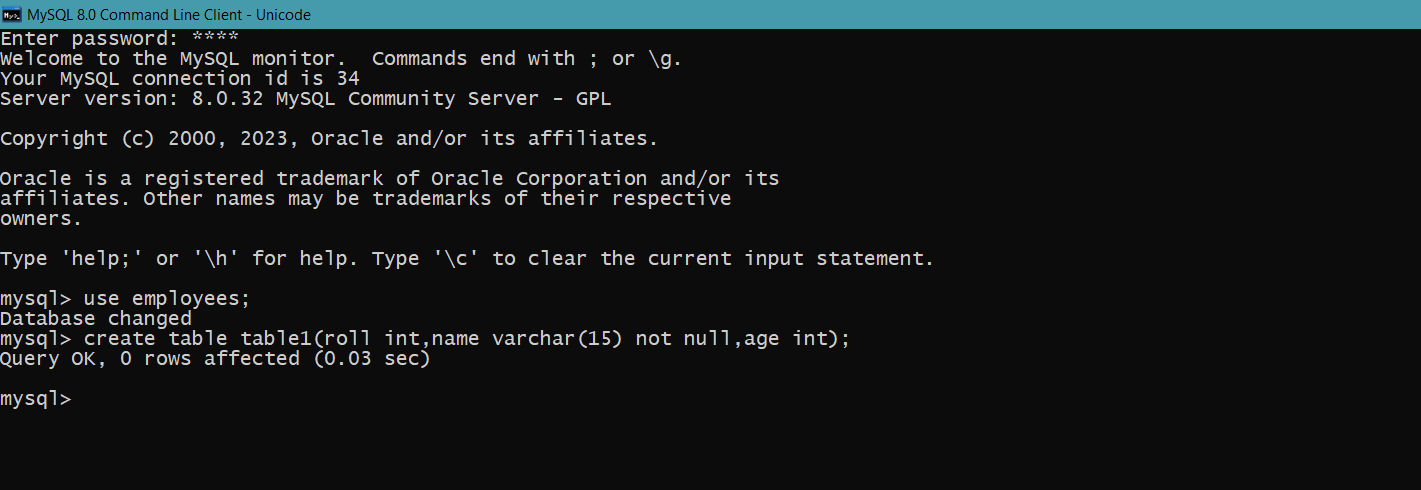 MySQL 8.0 Command Line Client - Unicode
Enter password: ****
Welcome to the MySQL monitor.  Commands end with ; or \g.
Your MySQL connection id is 34
Server version: 8.0.32 MySQL Community Server - GPL
Copyright (c) 2000, 2023, Oracle and/or its affiliates.
Oracle is a registered trademark of Oracle Corporation and/or its
affiliates. Other names may be trademarks of their respective
owners.
Type 'help;' or '\h' for help. Type '\c' to clear the current input statement.
mysql> use employees;
Database changed
mysql> create table table1(roll int,name varchar(15) not null,age int);
Query OK, 0 rows affected (0.03 sec)
mysql>